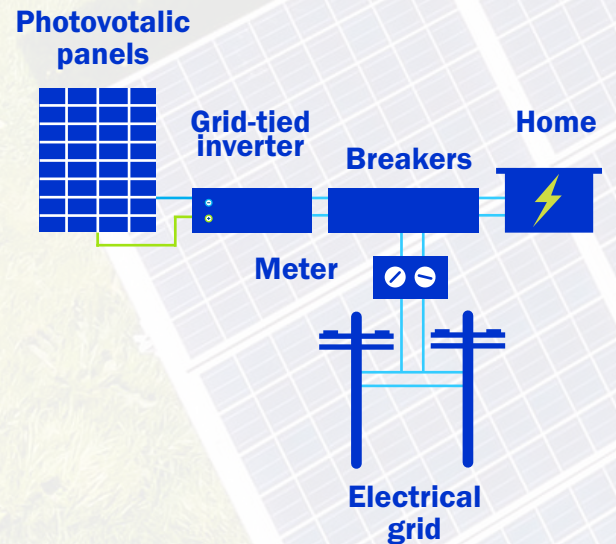 Photovotalic
panels
Grid-tied
inverter
Breakers
Home
Meter
Electrical
grid